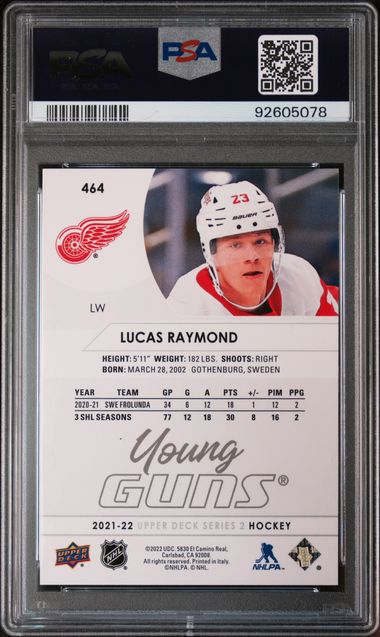 PSA
PSA
92605078
464
23
BAUER
LW
LUCAS RAYMOND
HEIGHT: 5'11" WEIGHT: 182 LBS. SHOOTS: RIGHT
BORN: MARCH 28, 2002 GOTHENBURG, SWEDEN
YEAR TEAM GP G A PTS +/- PIM PPG
2020-21 SWE FROLUNDA 34 6 12 18 1 12 2
3 SHL SEASONS 77 12 18 30 8 16 2
Young
GUNS®
2021-22 UPPER DECK SERIES 2 HOCKEY
UPPER DECK
NHL
©2022 UDC. 5830 El Camino Real,
Carlsbad, CA 92008.
All rights reserved. Printed in Italy.
©NHLPA. © NHL.
NHLPA